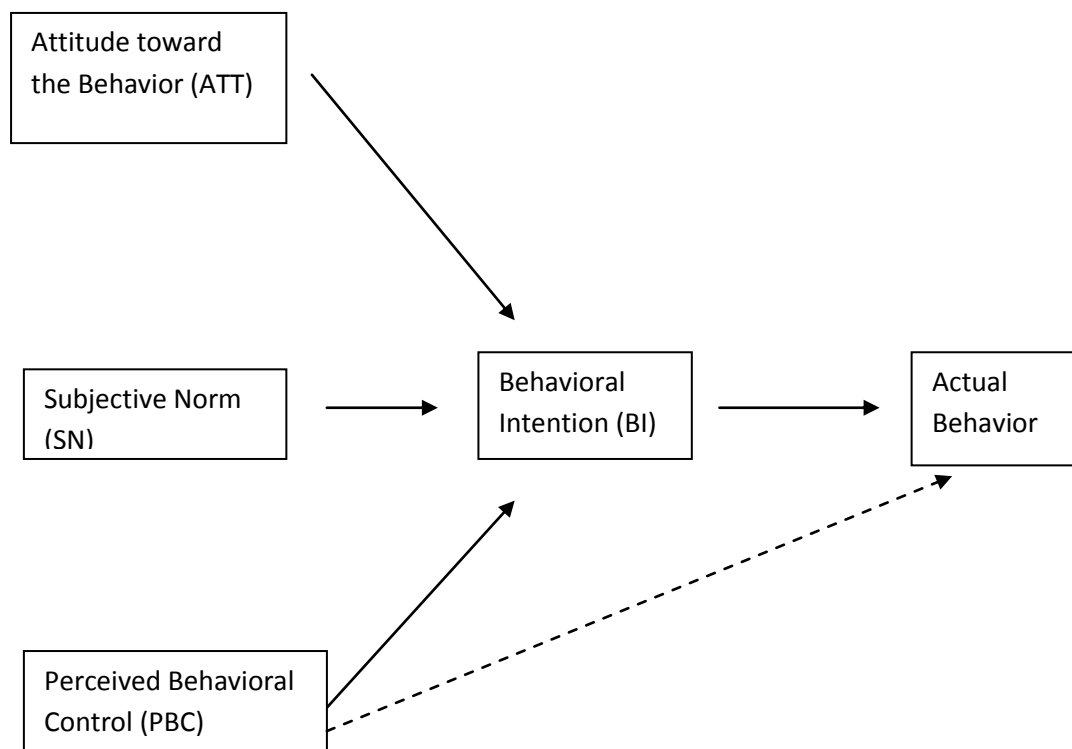 Attitude toward
the Behavior (ATT)
Subjective Norm
(SN)
Behavioral
Intention (BI)
Actual
Behavior
Perceived Behavioral
Control (PBC)